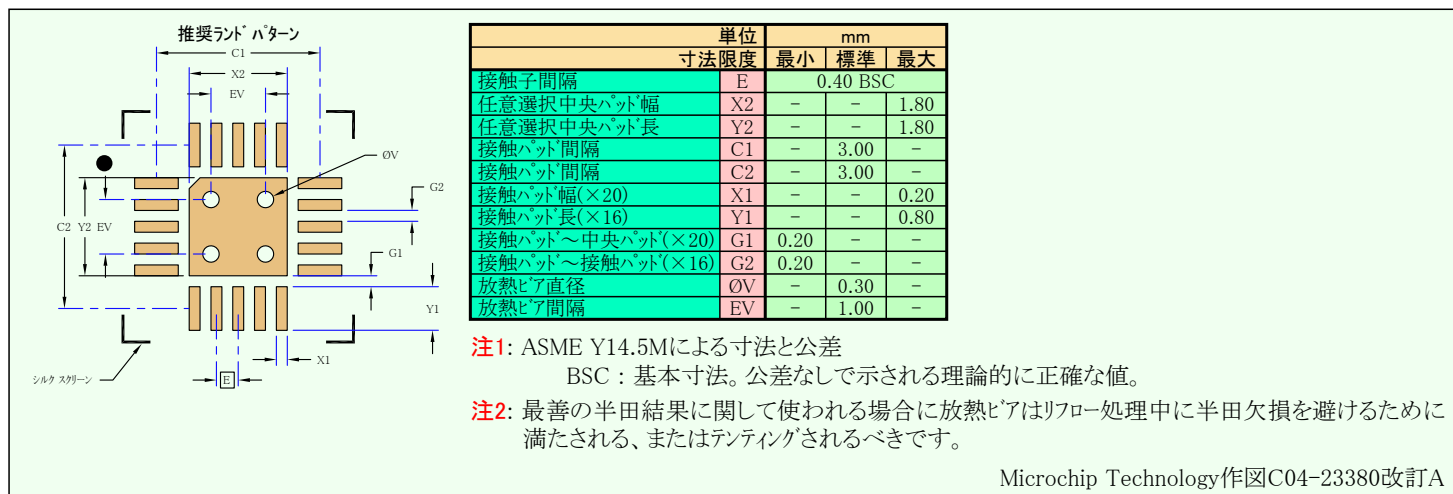 推奨ﾗﾝﾄﾞ ﾊﾟﾀｰﾝ
C1
X2
EV
ØV
G2
C2 Y2 EV
G1
Y1
X1
E
ｼﾙｸ ｽｸﾘｰﾝ
単位 mm
寸法限度 最小 標準 最大
接触子間隔 E 0.40 BSC
任意選択中央ﾊﾟｯﾄﾞ幅 X2 - - 1.80
任意選択中央ﾊﾟｯﾄﾞ長 Y2 - - 1.80
接触ﾊﾟｯﾄﾞ間隔 C1 - 3.00 -
接触ﾊﾟｯﾄﾞ間隔 C2 - 3.00 -
接触ﾊﾟｯﾄﾞ幅(×20) X1 - - 0.20
接触ﾊﾟｯﾄﾞ長(×16) Y1 - - 0.80
接触ﾊﾟｯﾄﾞ～中央ﾊﾟｯﾄﾞ(×20) G1 0.20 - -
接触ﾊﾟｯﾄﾞ～接触ﾊﾟｯﾄﾞ(×16) G2 0.20 - -
放熱ﾋﾞｱ直径 ØV - 0.30 -
放熱ﾋﾞｱ間隔 EV - 1.00 -
注1: ASME Y14.5Mによる寸法と公差
BSC : 基本寸法。公差なしで示される理論的に正確な値。
注2: 最善の半田結果に関して使われる場合に放熱ﾋﾞｱはﾘﾌﾛｰ処理中に半田欠損を避けるために
満たされる、またはﾃﾝﾃｨﾝｸﾞされるべきです。
Microchip Technology作図C04-23380改訂A